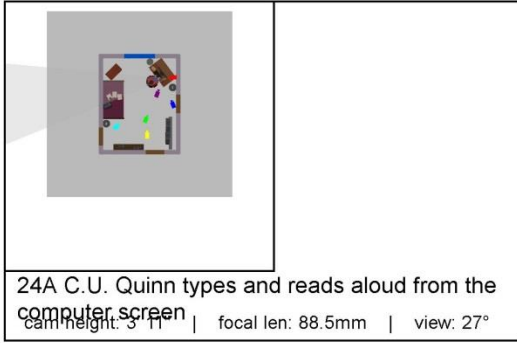 24A C.U. Quinn types and reads aloud from the
computer screen
cam height: 3' 11" | focal len: 88.5mm | view: 27°